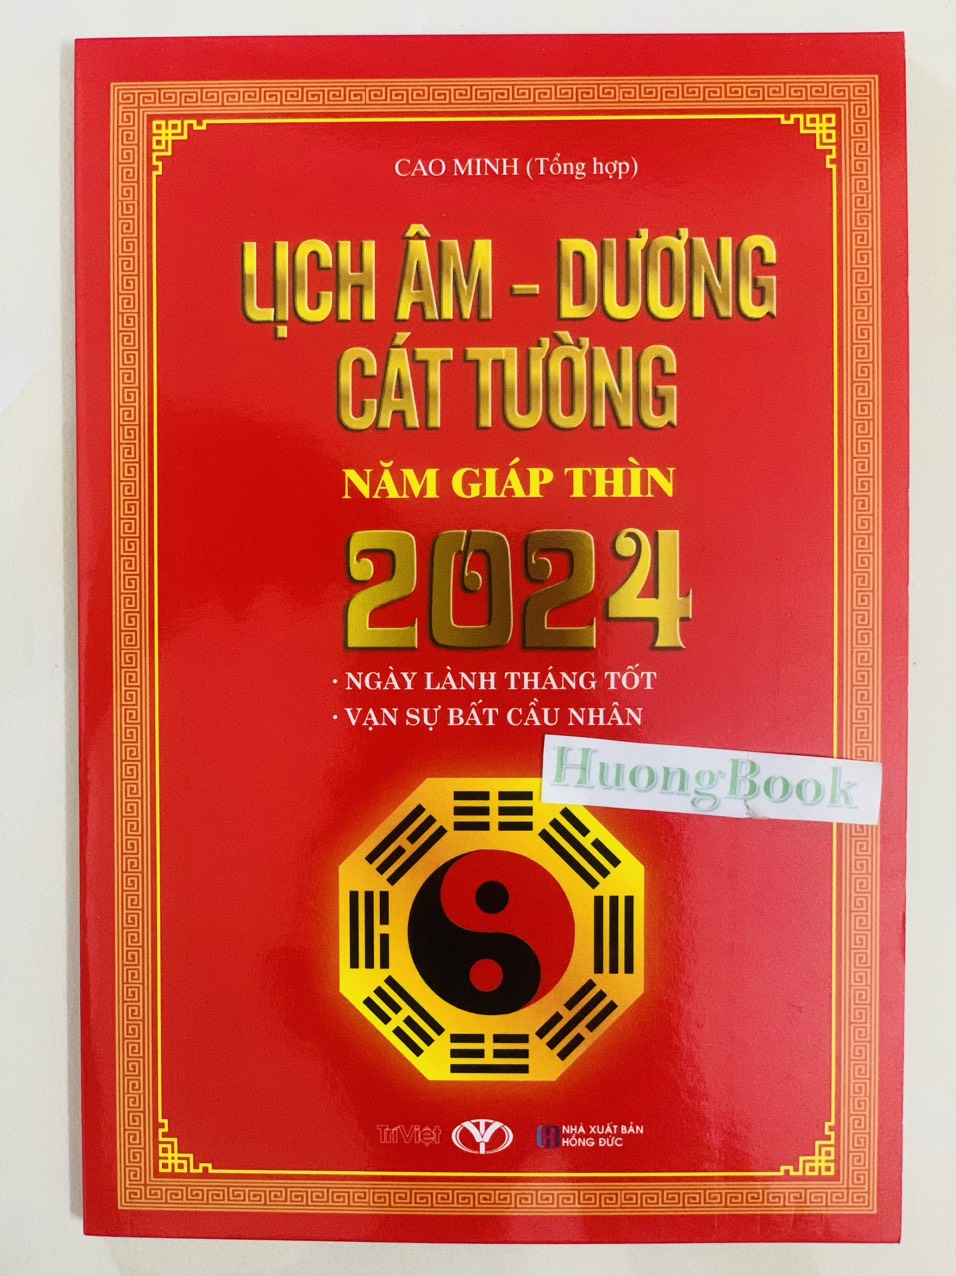 CAO MINH (Tổng hợp)
LỊCH ÂM - DƯƠNG
CÁT TƯỜNG
NĂM GIÁP THÌN
2024
· NGÀY LÀNH THÁNG TỐT
· VẠN SỰ BẤT CẦU NHÂN
HuongBook
TriViệt
NHÀ XUẤT BẢN
HỒNG ĐỨC